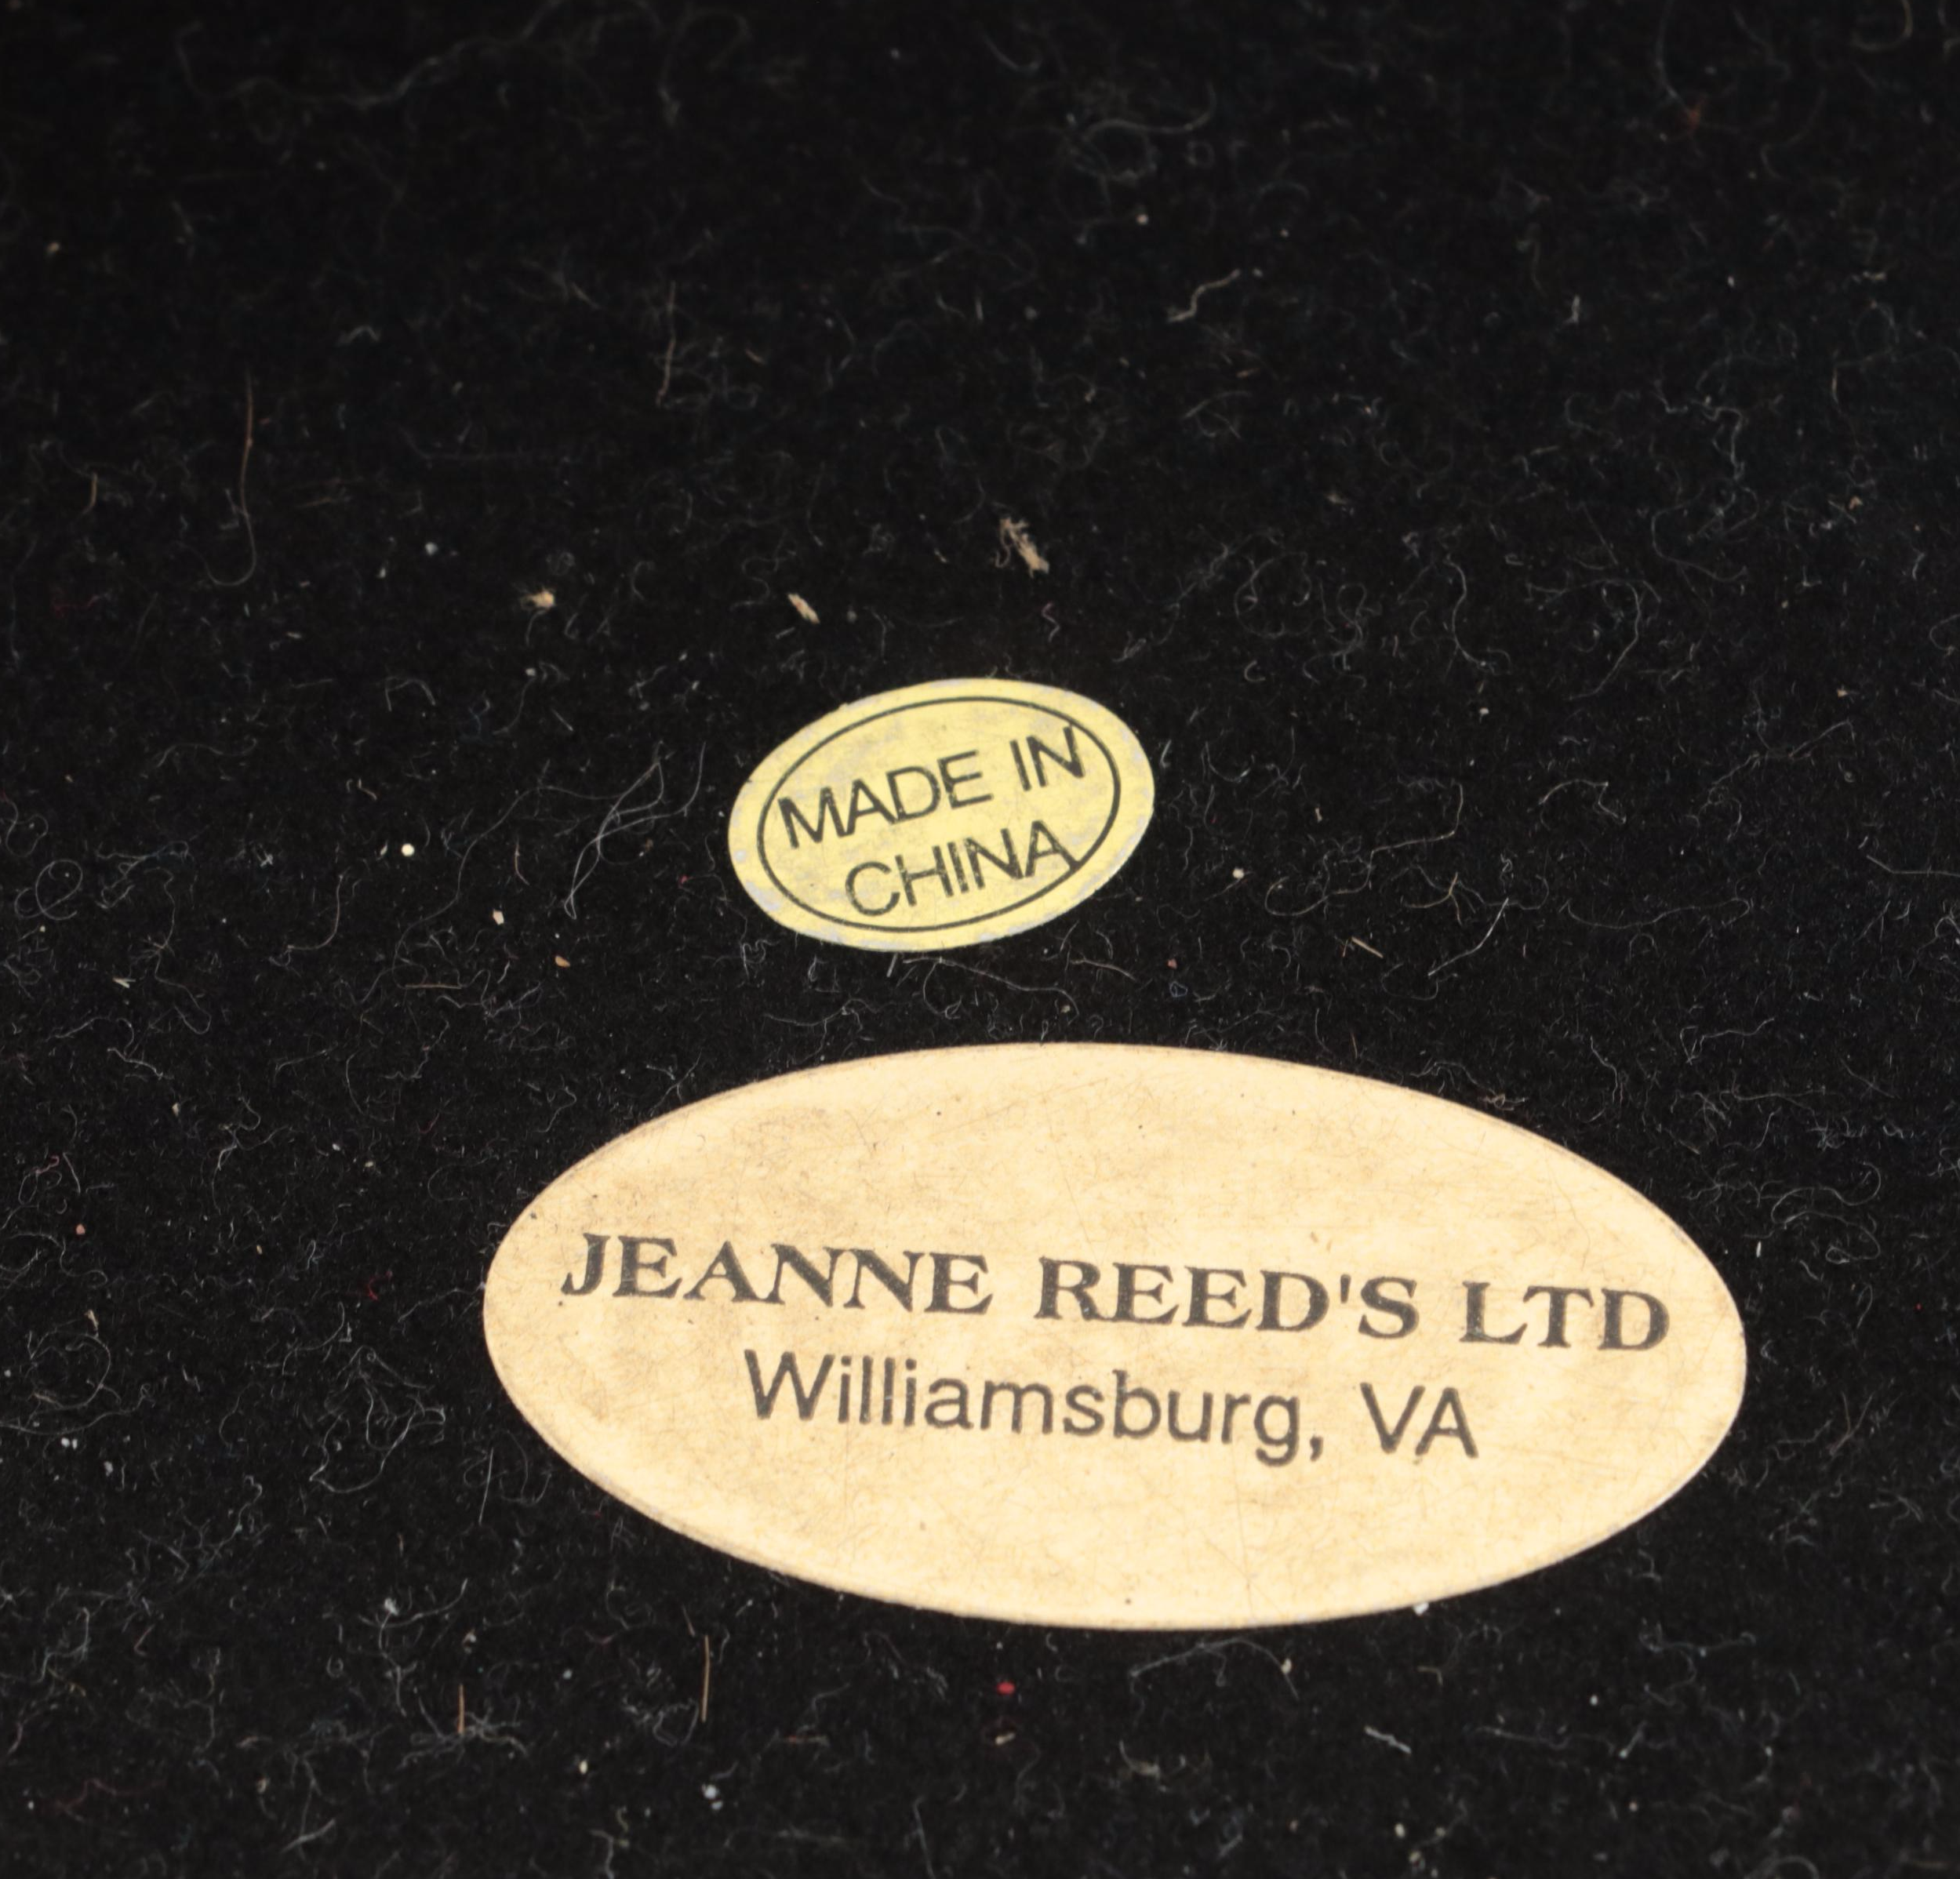 MADE IN
CHINA
JEANNE REED'S LTD
Williamsburg, VA